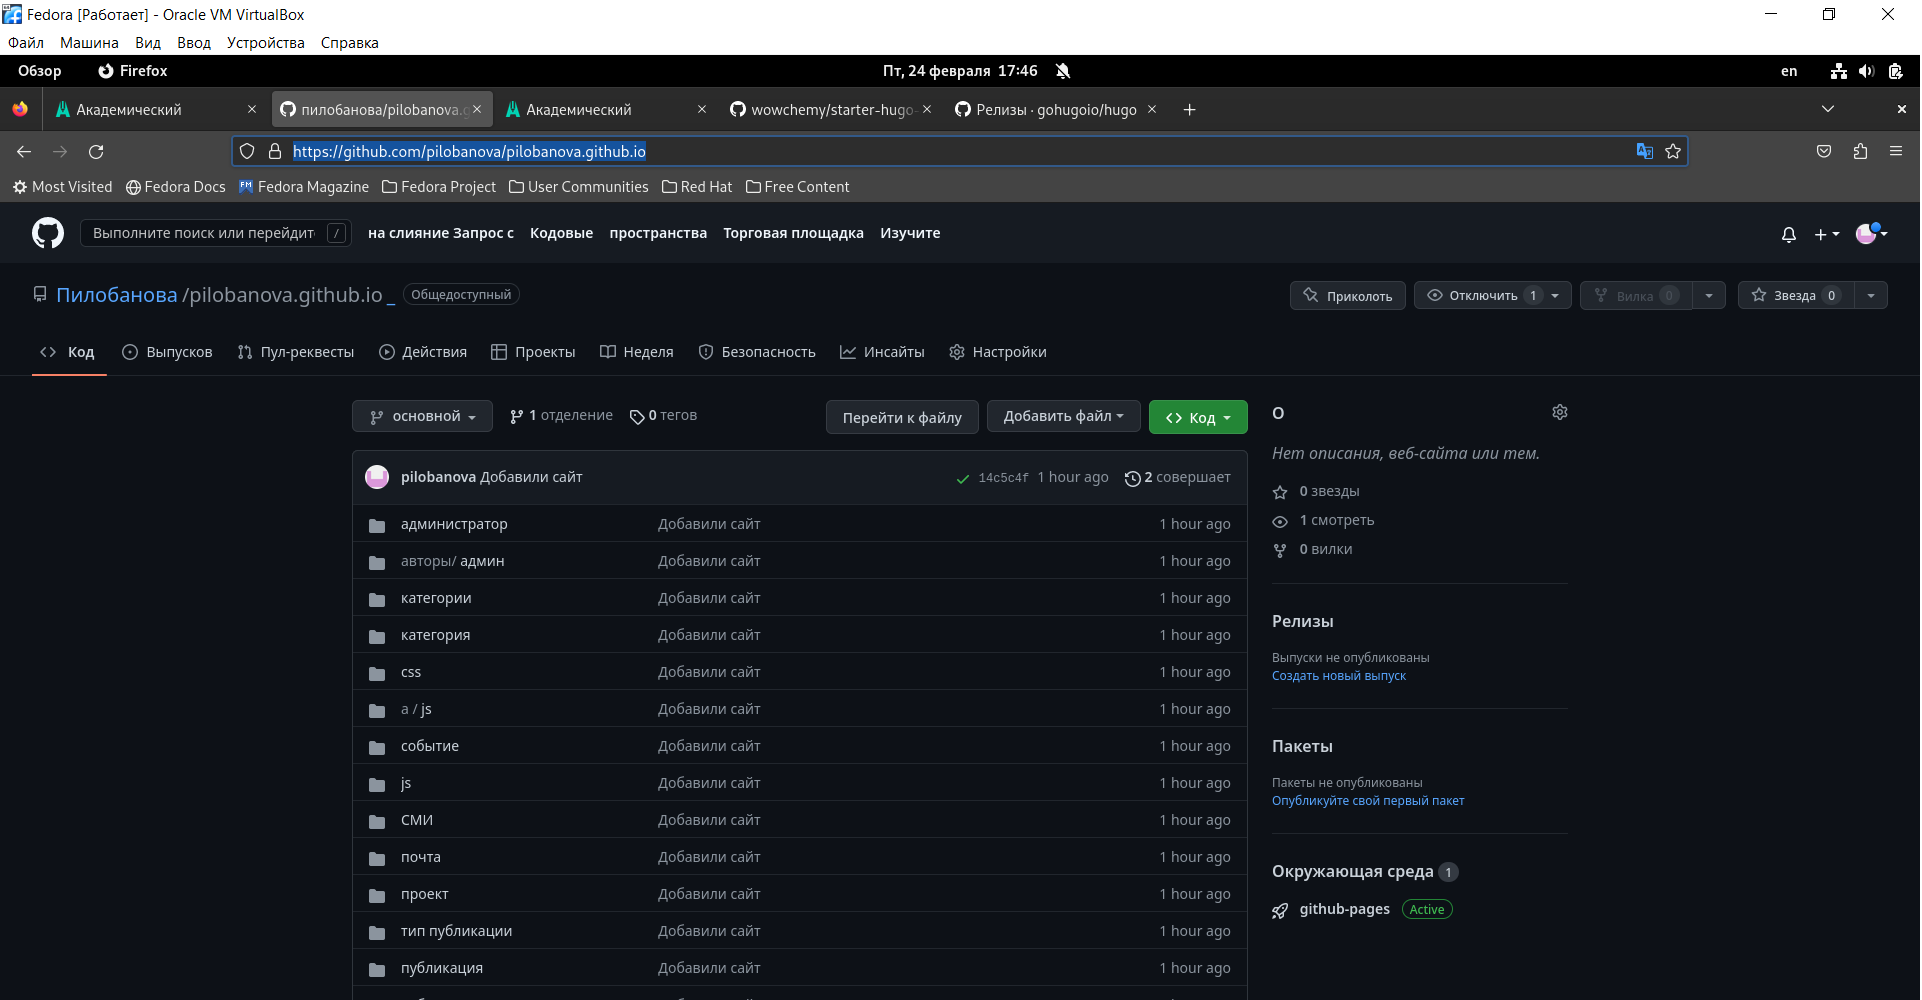 Fedora [Работает] - Oracle VM VirtualBox
Файл Машина Вид Ввод Устройства Справка
Обзор Firefox Пт, 24 февраля 17:46 en
Академический пилобанова/pilobanova.g Академический wowchemy/starter-hugo- Релизы · gohugoio/hugo
https://github.com/pilobanova/pilobanova.github.io
Most Visited Fedora Docs Fedora Magazine Fedora Project User Communities Red Hat Free Content
Выполните поиск или перейдит / на слияние Запрос с Кодовые пространства Торговая площадка Изучите
Пилобанова /pilobanova.github.io _ Общедоступный Приколоть Отключить 1 Вилка 0 Звезда 0
Код Выпусков Пул-реквесты Действия Проекты Неделя Безопасность Инсайты Настройки
основной 1 отделение 0 тегов Перейти к файлу Добавить файл Код
pilobanova Добавили сайт 14c5c4f 1 hour ago 2 совершает
администратор Добавили сайт 1 hour ago
авторы/ админ Добавили сайт 1 hour ago
категории Добавили сайт 1 hour ago
категория Добавили сайт 1 hour ago
css Добавили сайт 1 hour ago
а / js Добавили сайт 1 hour ago
событие Добавили сайт 1 hour ago
js Добавили сайт 1 hour ago
СМИ Добавили сайт 1 hour ago
почта Добавили сайт 1 hour ago
проект Добавили сайт 1 hour ago
тип публикации Добавили сайт 1 hour ago
публикация Добавили сайт 1 hour ago
О
Нет описания, веб-сайта или тем.
0 звезды
1 смотреть
0 вилки
Релизы
Выпуски не опубликованы
Создать новый выпуск
Пакеты
Пакеты не опубликованы
Опубликуйте свой первый пакет
Окружающая среда 1
github-pages Active